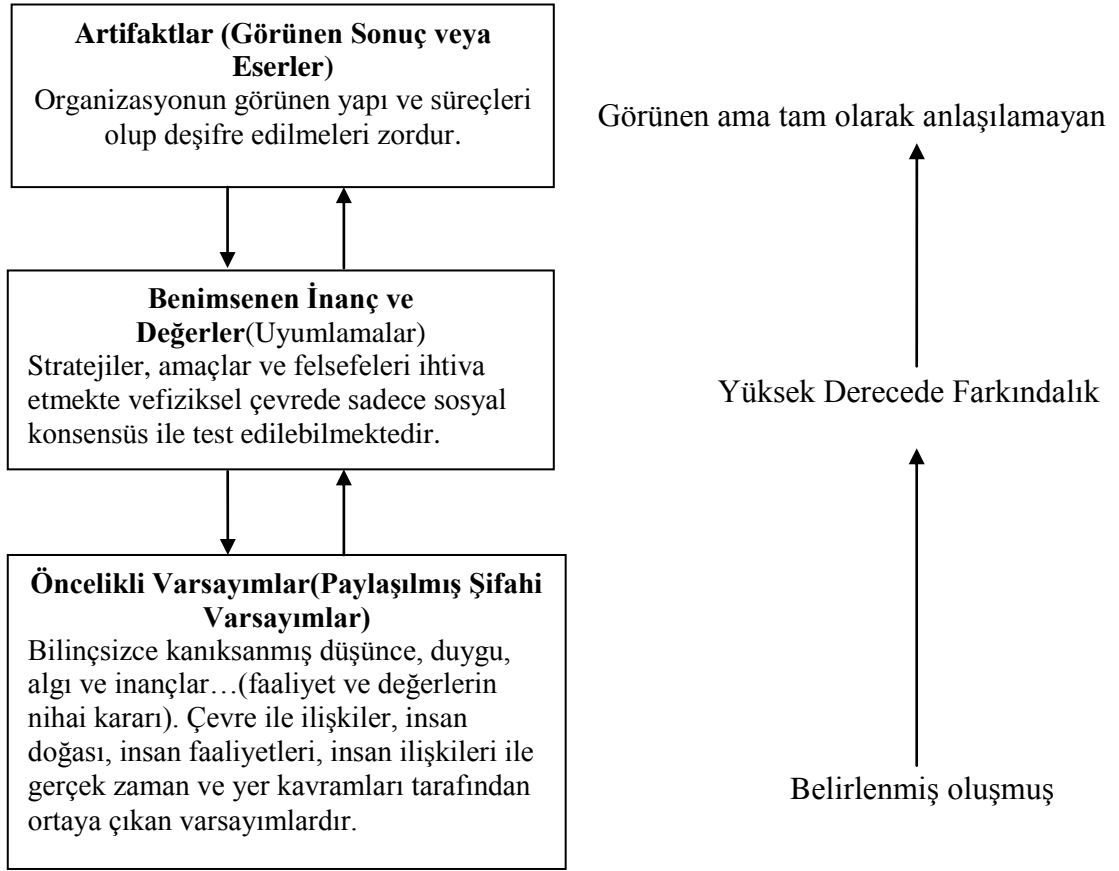 Artifaktlar (Görünen Sonuç veya
Eserler)
Organizasyonun görünen yapı ve süreçleri
olup deşifre edilmeleri zordur.
Görünen ama tam olarak anlaşılamayan
Benimsenen İnanç ve
Değerler(Uyumlamalar)
Stratejiler, amaçlar ve felsefeleri ihtiva
etmekte vefiziksel çevrede sadece sosyal
konsensüs ile test edilebilmektedir.
Yüksek Derecede Farkındalık
Öncelikli Varsayımlar(Paylaşılmış Şifahi
Varsayımlar)
Bilinçsizce kanıksanmış düşünce, duygu,
algı ve inançlar…(faaliyet ve değerlerin
nihai kararı). Çevre ile ilişkiler, insan
doğası, insan faaliyetleri, insan ilişkileri ile
gerçek zaman ve yer kavramları tarafından
ortaya çıkan varsayımlardır.
Belirlenmiş oluşmuş